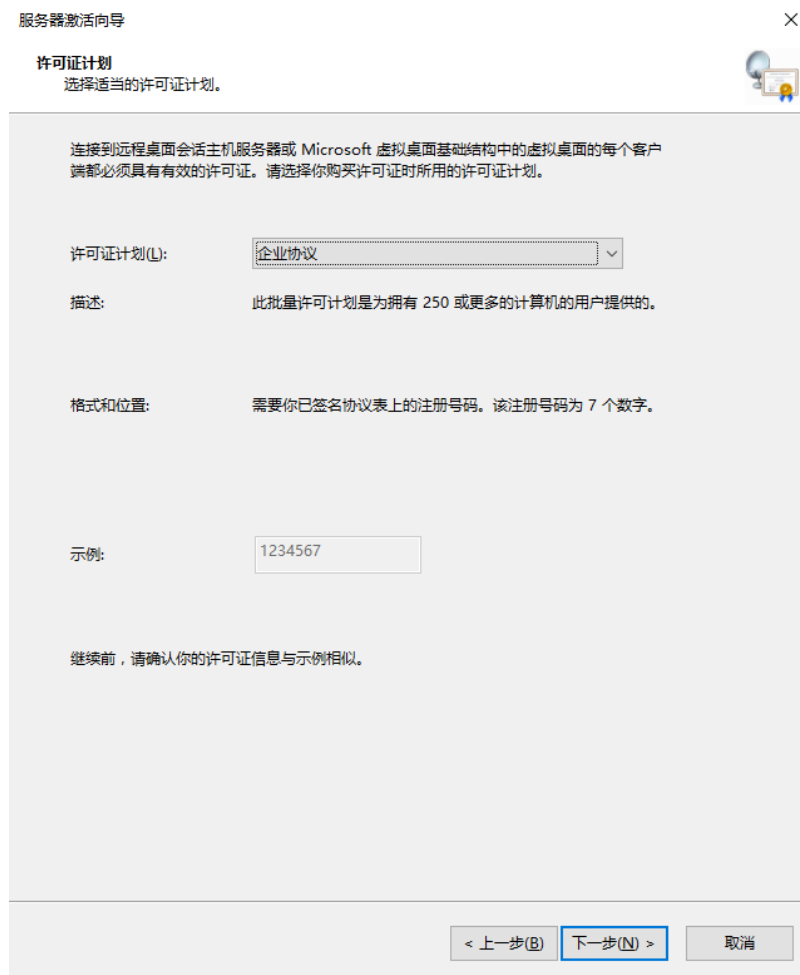 服务器激活向导
许可证计划
选择适当的许可证计划。
连接到远程桌面会话主机服务器或 Microsoft 虚拟桌面基础结构中的虚拟桌面的每个客户
端都必须具有有效的许可证。请选择你购买许可证时所用的许可证计划。
许可证计划(L): 企业协议
描述: 此批量许可计划是为拥有 250 或更多的计算机的用户提供的。
格式和位置: 需要你已签名协议表上的注册号码。该注册号码为 7 个数字。
示例: 1234567
继续前，请确认你的许可证信息与示例相似。
< 上一步(B) 下一步(N) > 取消